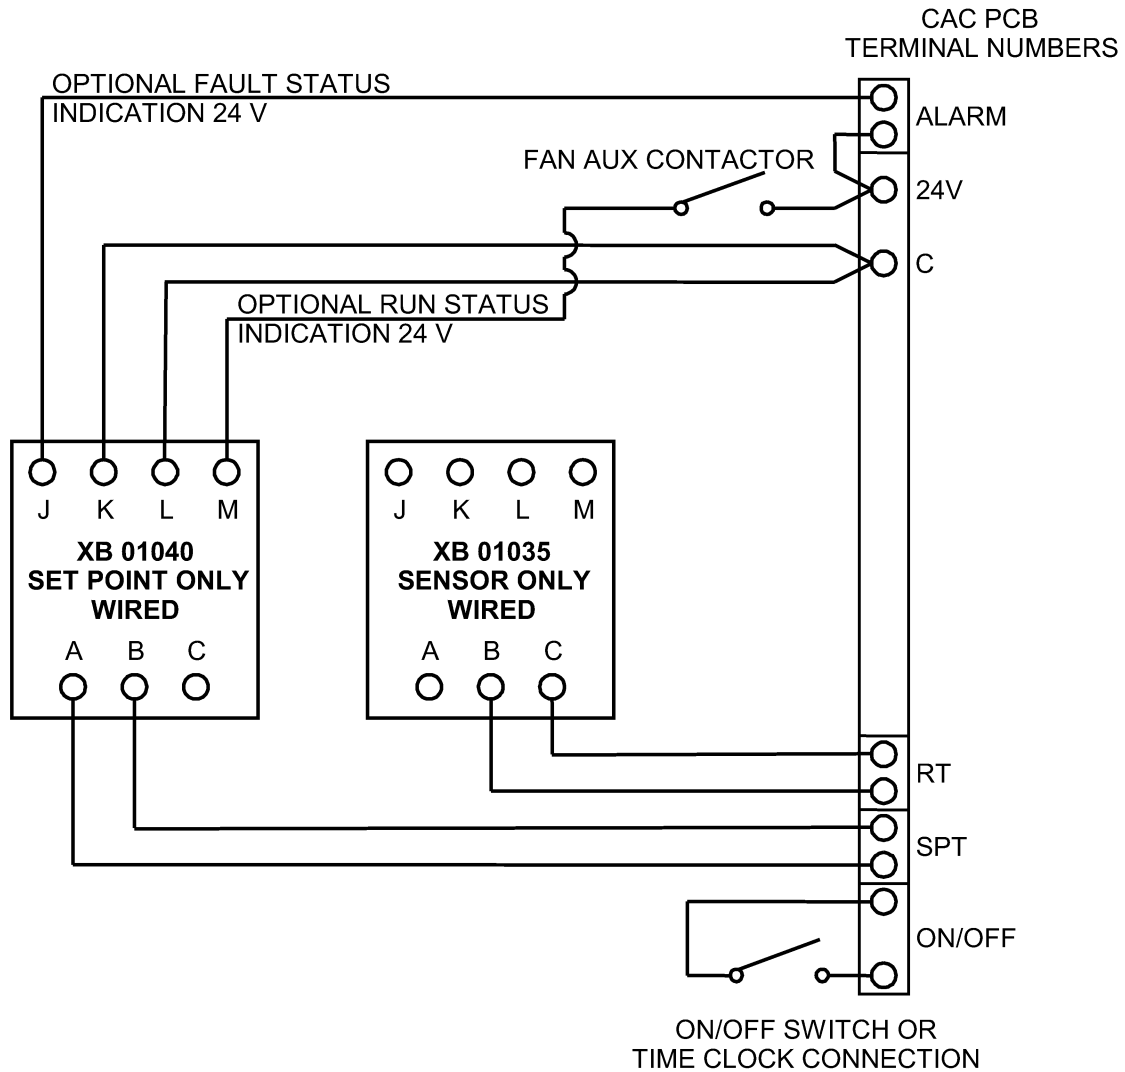 CAC PCB
TERMINAL NUMBERS
OPTIONAL FAULT STATUS
INDICATION 24 V
ALARM
FAN AUX CONTACTOR
24V
C
OPTIONAL RUN STATUS
INDICATION 24 V
J K L M
XB 01040
SET POINT ONLY
WIRED
A B C
J K L M
XB 01035
SENSOR ONLY
WIRED
A B C
RT
SPT
ON/OFF
ON/OFF SWITCH OR
TIME CLOCK CONNECTION